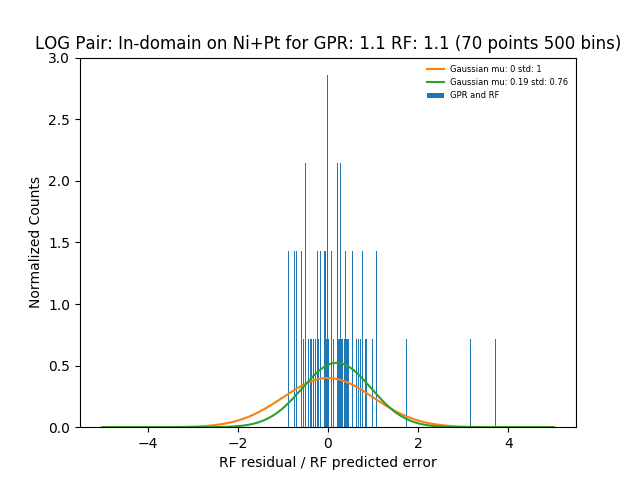 LOG Pair: In-domain on Ni+Pt for GPR: 1.1 RF: 1.1 (70 points 500 bins)
Gaussian mu: 0 std: 1
Gaussian mu: 0.19 std: 0.76
GPR and RF
3.0
2.5
2.0
1.5
1.0
0.5
0.0
Normalized Counts
−4 −2 0 2 4
RF residual / RF predicted error